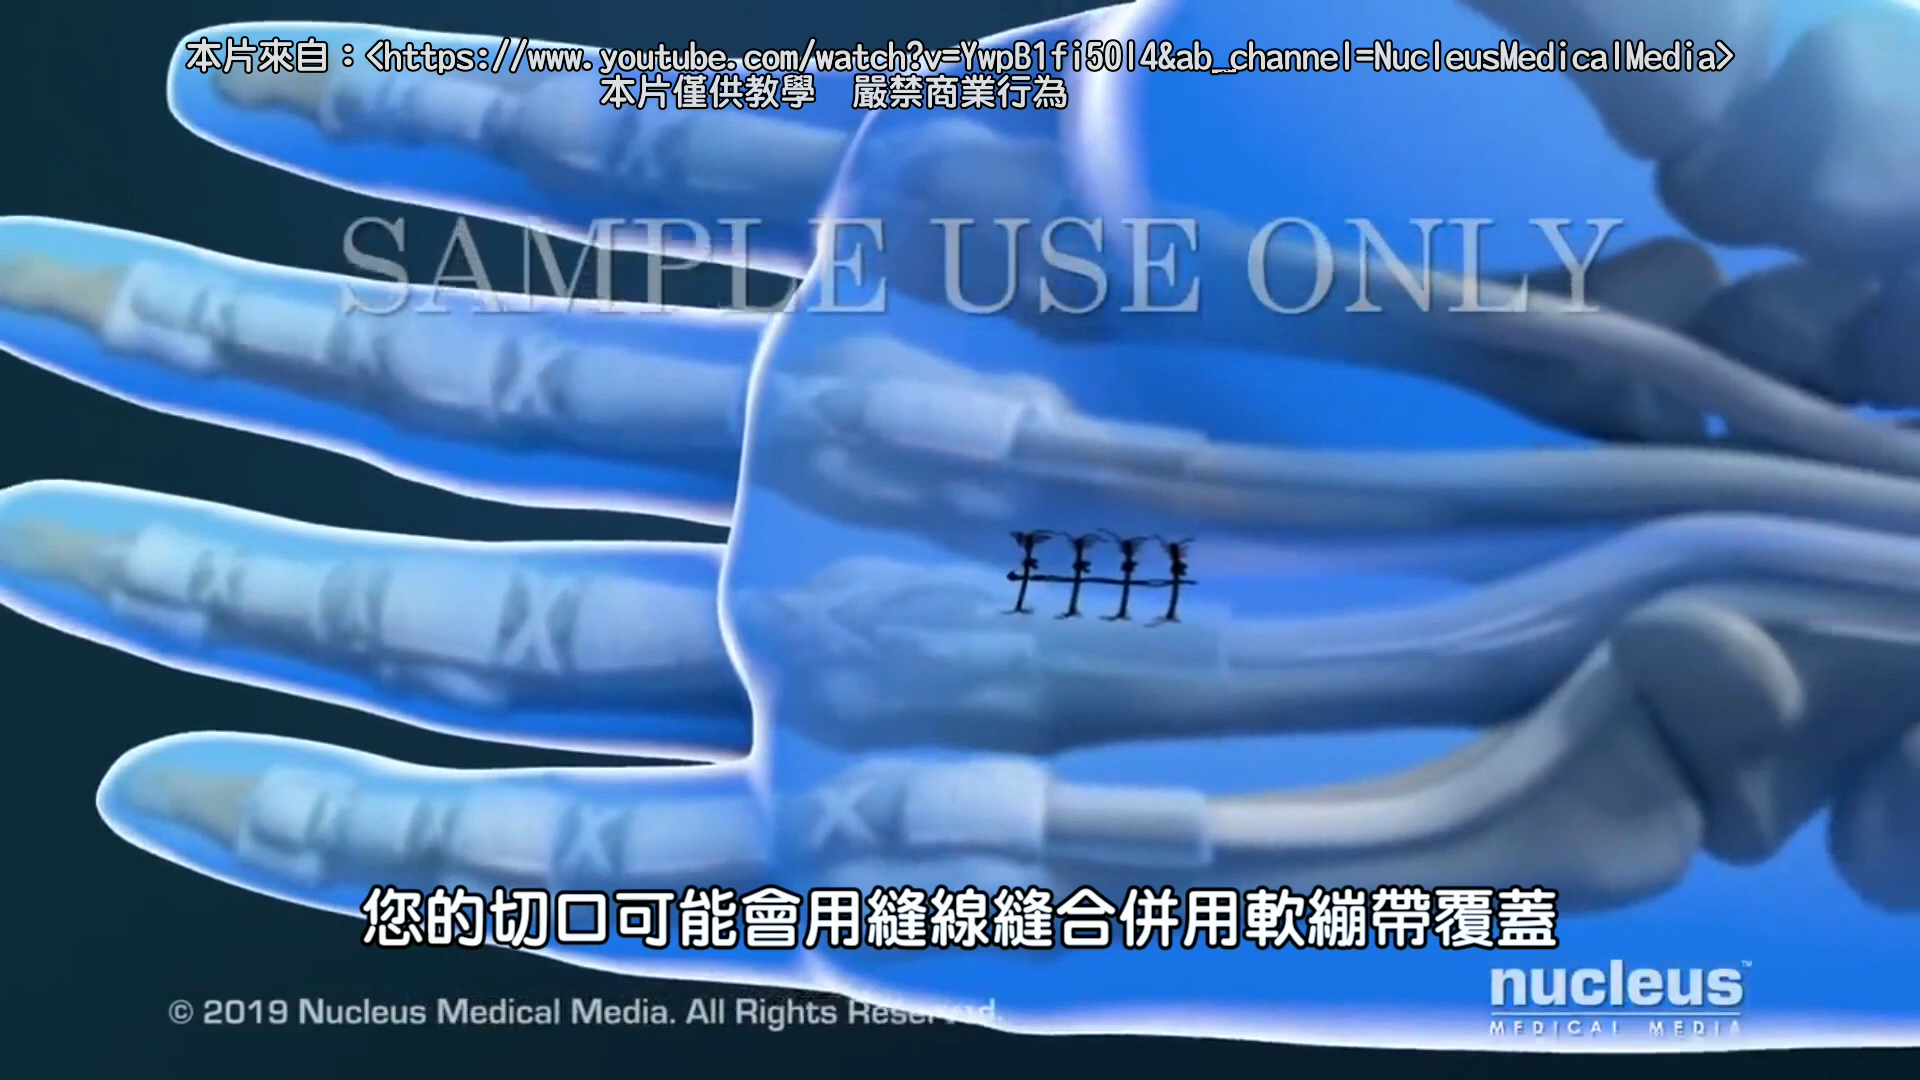 本片來自：<https://www.youtube.com/watch?v=YwpB1fi50l4&ab_channel=NucleusMedicalMedia>
本片僅供教學　嚴禁商業行為
SAMPLE USE ONLY
您的切口可能會用縫線縫合併用軟繃帶覆蓋
nucleus™
MEDICAL MEDIA
© 2019 Nucleus Medical Media. All Rights Reserved.